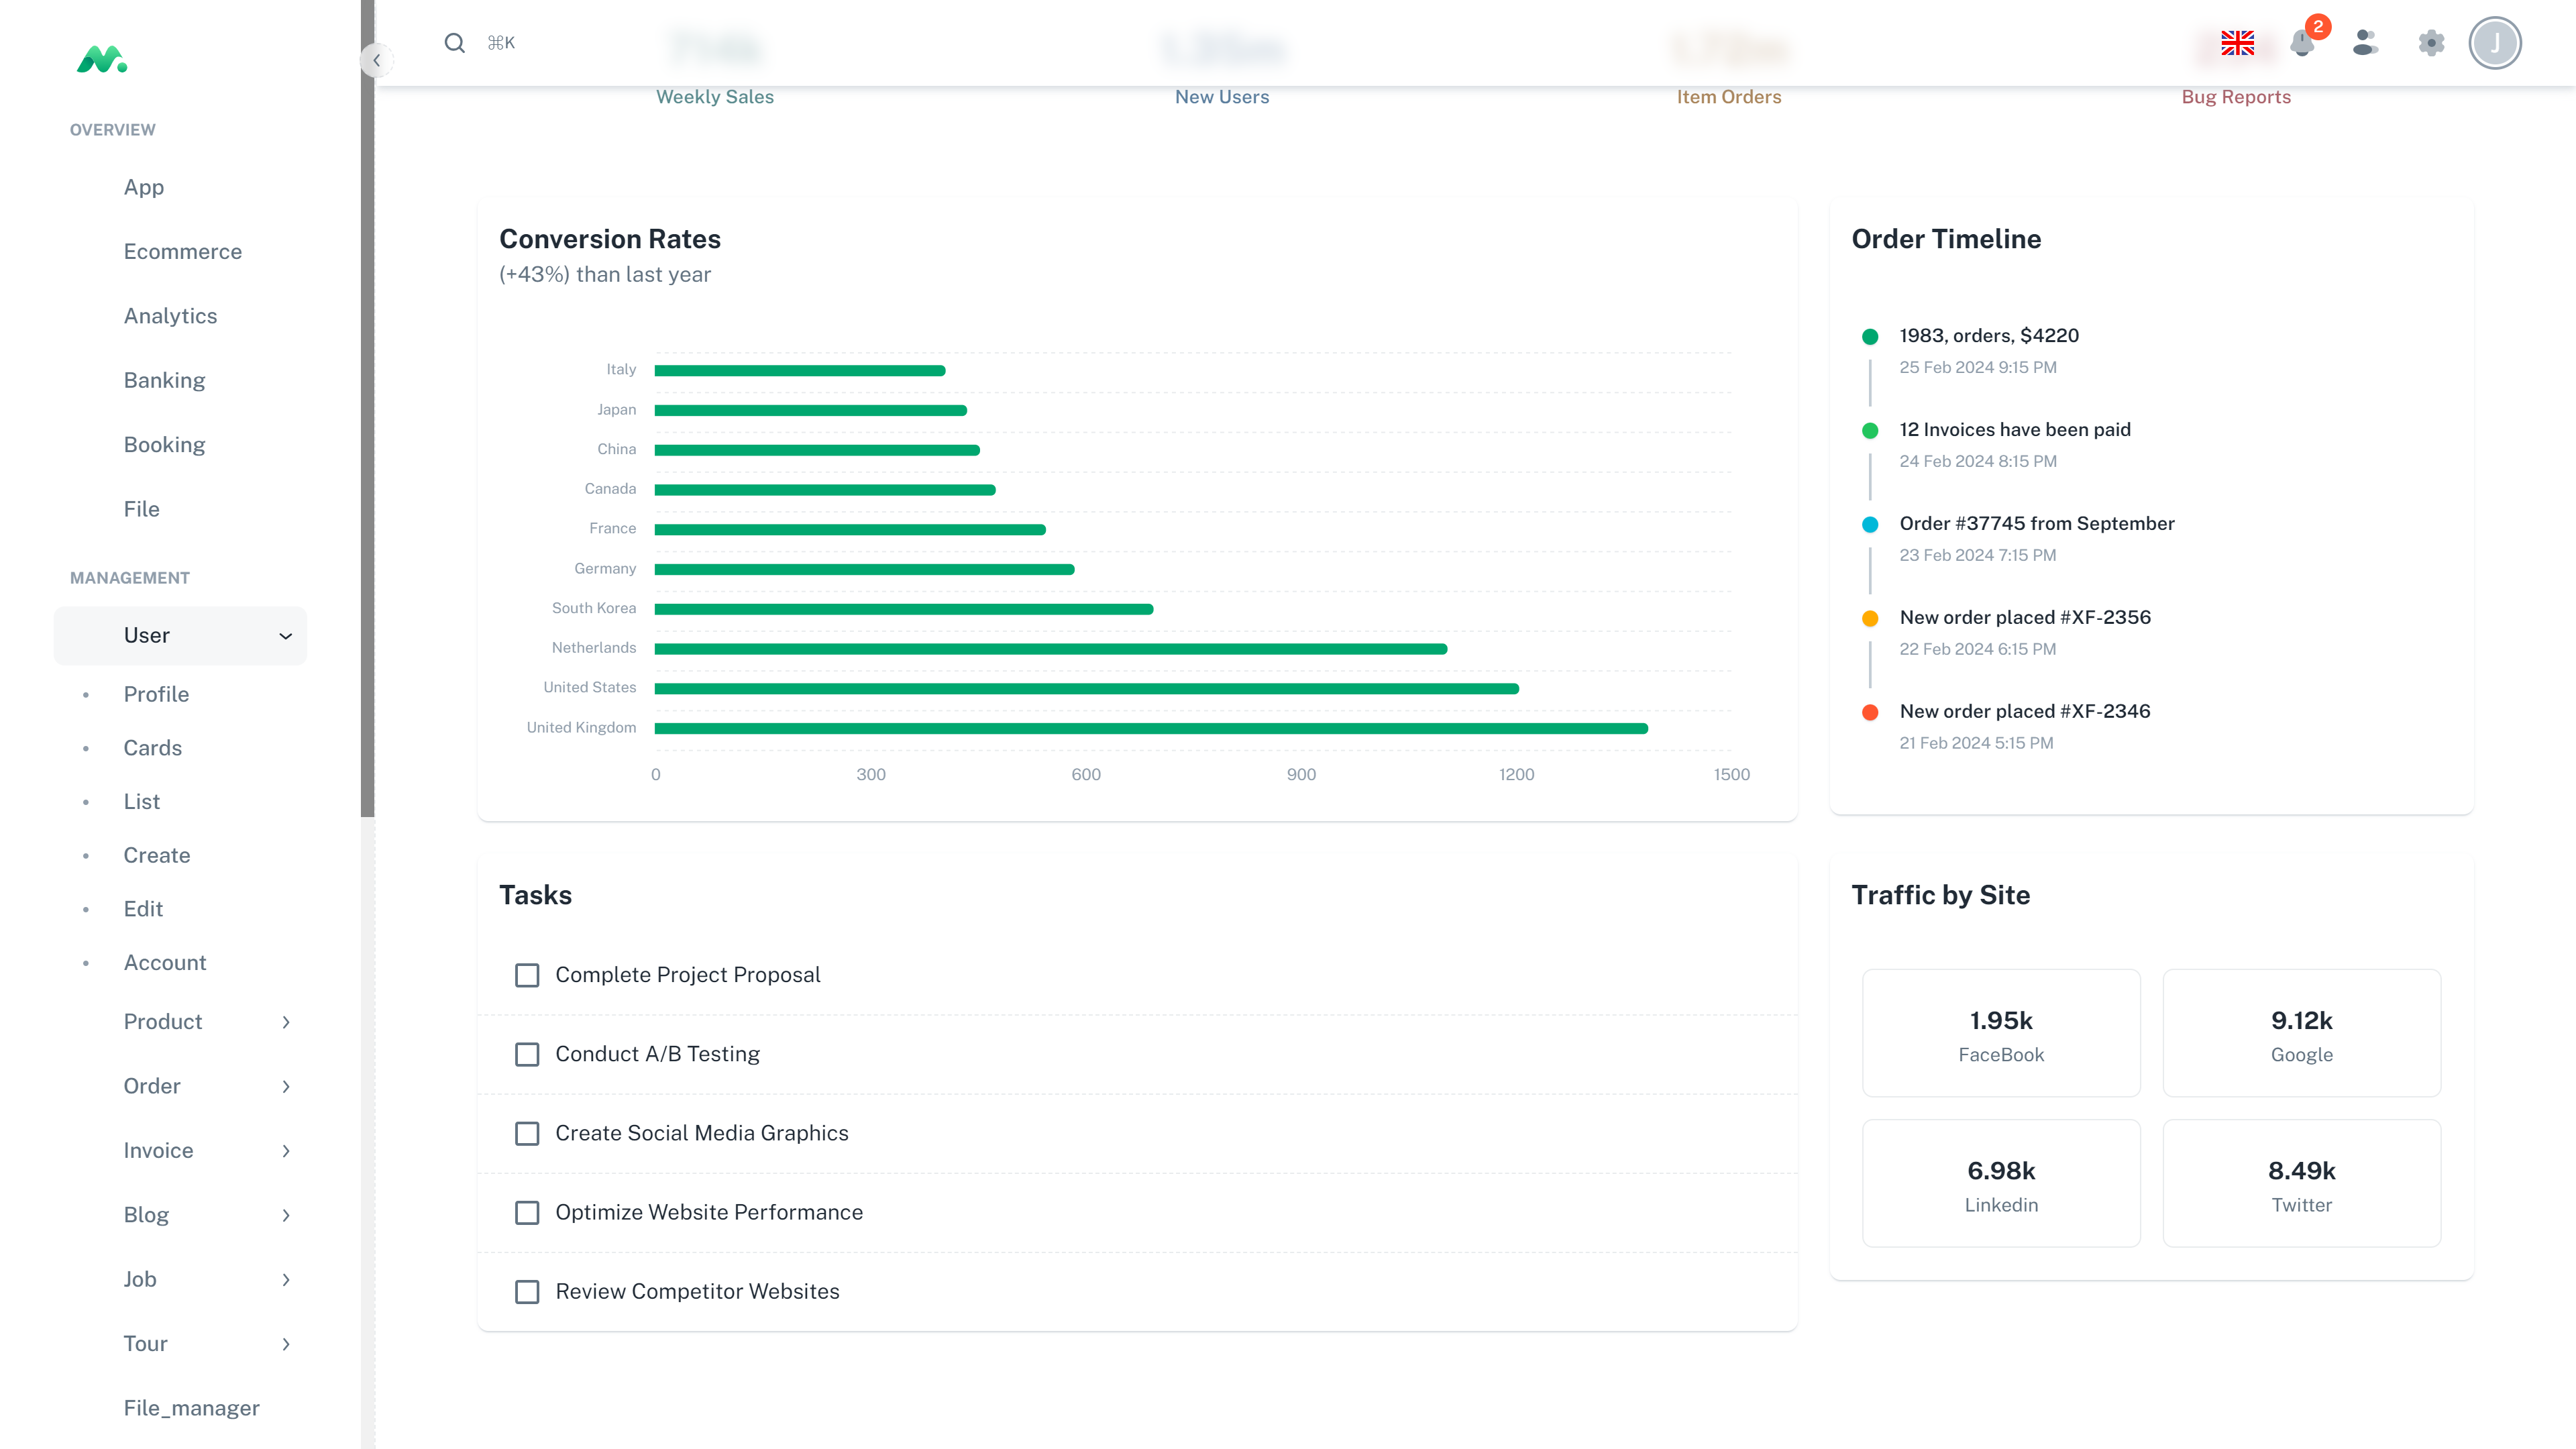 OVERVIEW
App
Ecommerce
Analytics
Banking
Booking
File
MANAGEMENT
User
Profile
Cards
List
Create
Edit
Account
Product
Order
Invoice
Blog
Job
Tour
File_manager
⌘K
2
J
Weekly Sales
New Users
Item Orders
Bug Reports
Conversion Rates
(+43%) than last year
Italy
Japan
China
Canada
France
Germany
South Korea
Netherlands
United States
United Kingdom
0 300 600 900 1200 1500
Order Timeline
1983, orders, $4220
25 Feb 2024 9:15 PM
12 Invoices have been paid
24 Feb 2024 8:15 PM
Order #37745 from September
23 Feb 2024 7:15 PM
New order placed #XF-2356
22 Feb 2024 6:15 PM
New order placed #XF-2346
21 Feb 2024 5:15 PM
Tasks
Complete Project Proposal
Conduct A/B Testing
Create Social Media Graphics
Optimize Website Performance
Review Competitor Websites
Traffic by Site
1.95k
FaceBook
9.12k
Google
6.98k
Linkedin
8.49k
Twitter